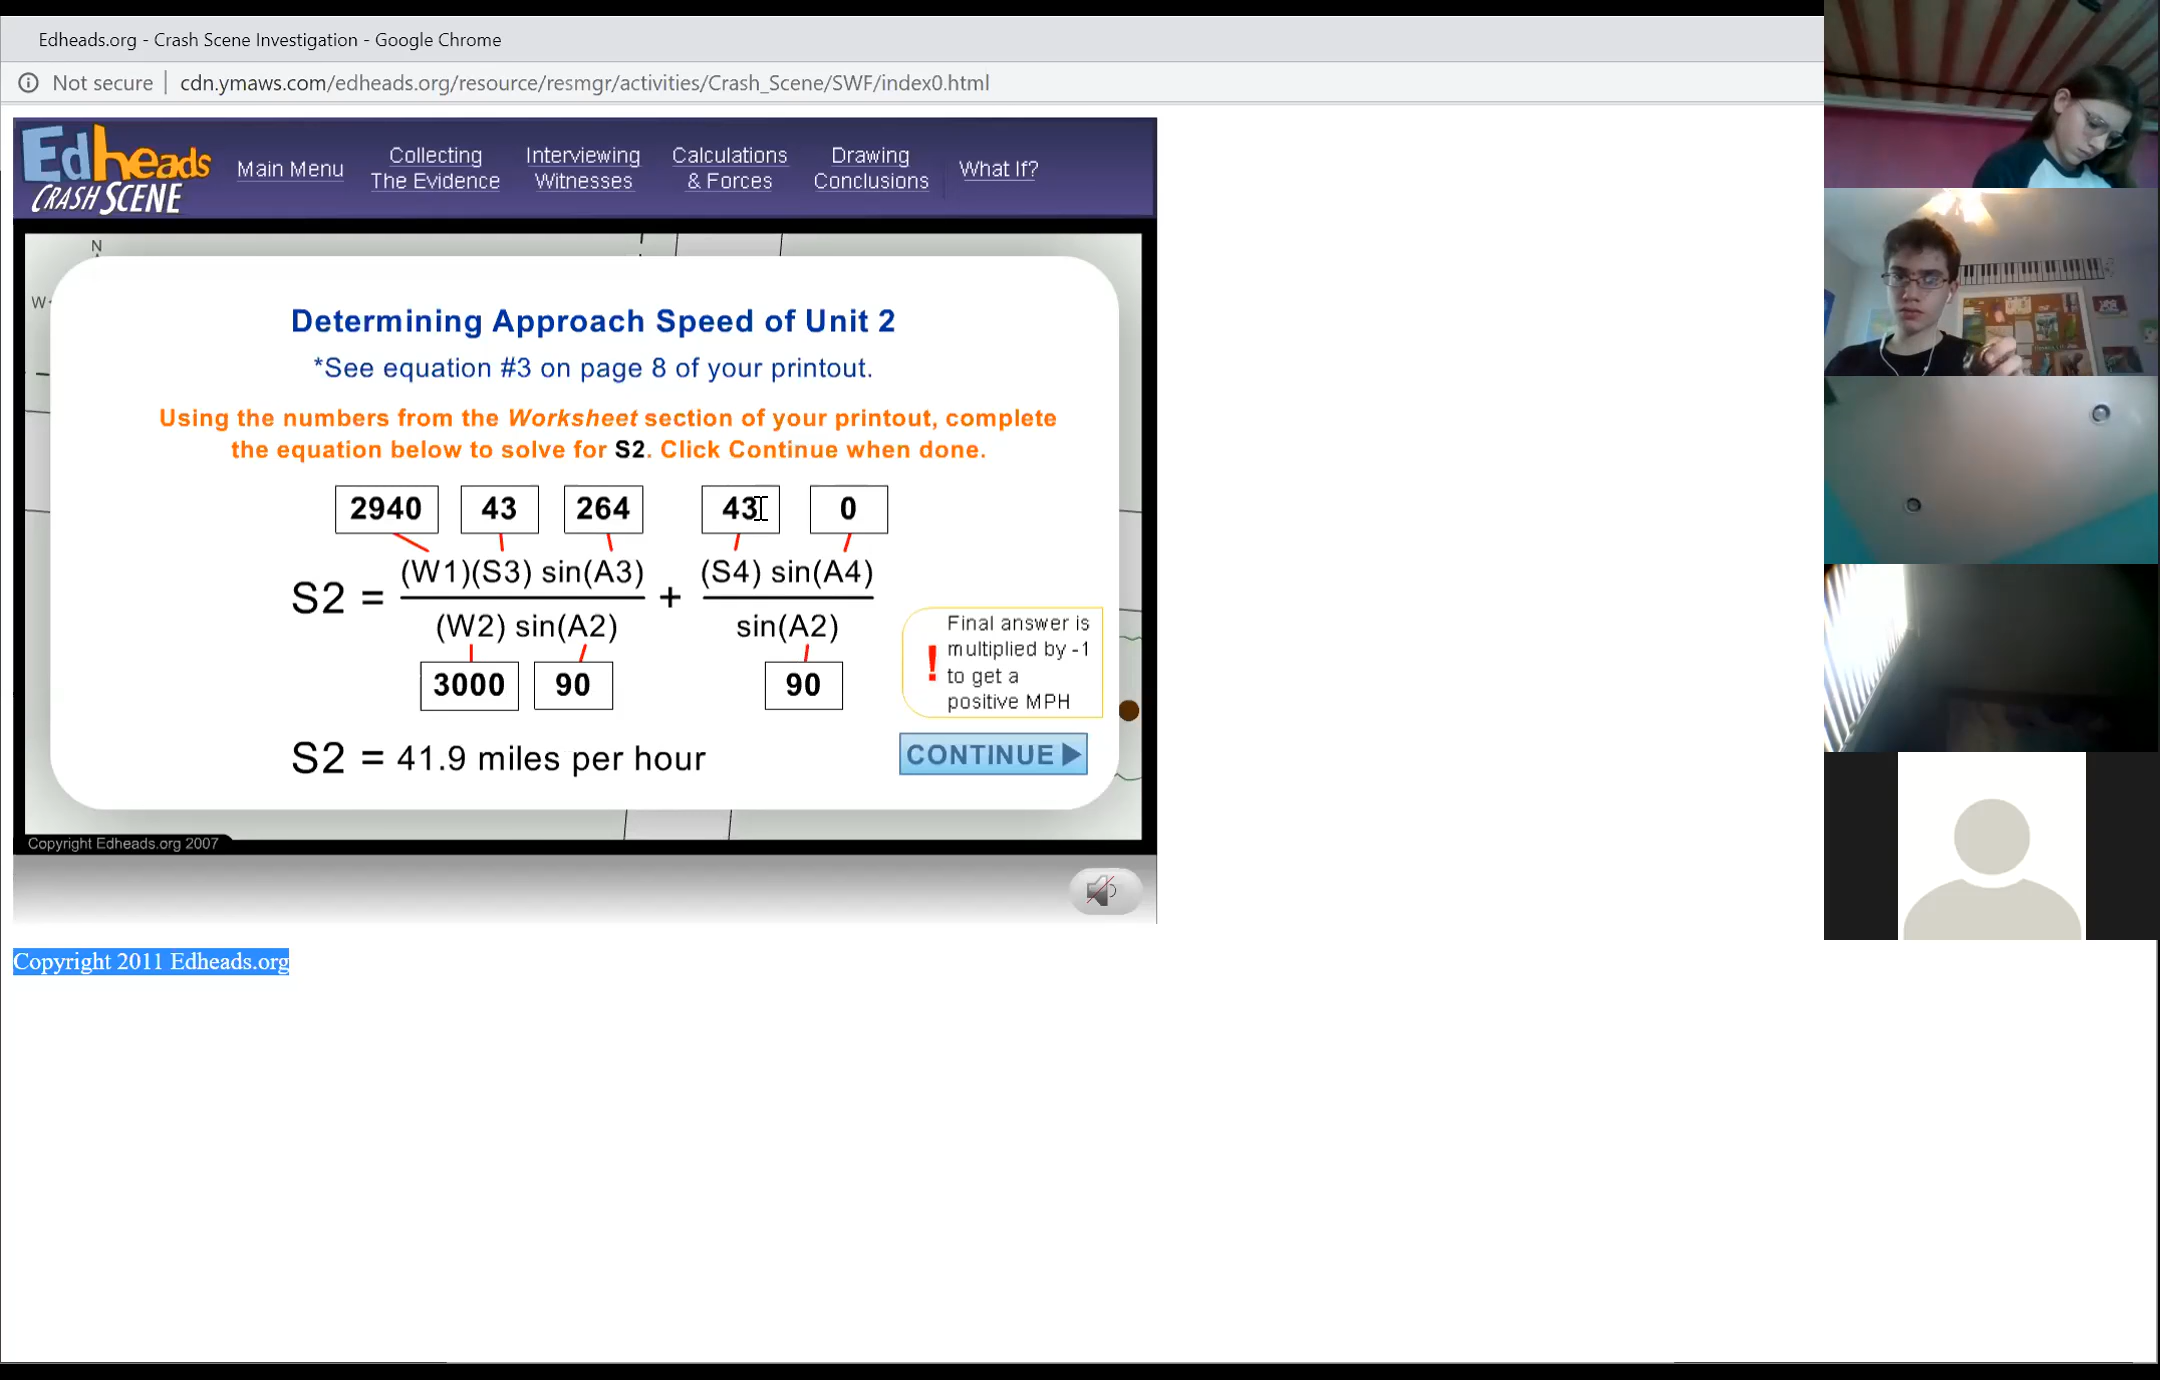 Edheads.org - Crash Scene Investigation - Google Chrome
Not secure | cdn.ymaws.com/edheads.org/resource/resmgr/activities/Crash_Scene/SWF/index0.html
Edheads
CRASH SCENE
Main Menu
Collecting
The Evidence
Interviewing
Witnesses
Calculations
& Forces
Drawing
Conclusions
What If?
N
W
Determining Approach Speed of Unit 2
*See equation #3 on page 8 of your printout.
Using the numbers from the Worksheet section of your printout, complete
the equation below to solve for S2. Click Continue when done.
2940 43 264 43 0
(W1)(S3) sin(A3) (S4) sin(A4)
S2 = +
(W2) sin(A2) sin(A2)
3000 90 90
! Final answer is
multiplied by -1
to get a
positive MPH
S2 = 41.9 miles per hour
CONTINUE
Copyright Edheads.org 2007
Copyright 2011 Edheads.org